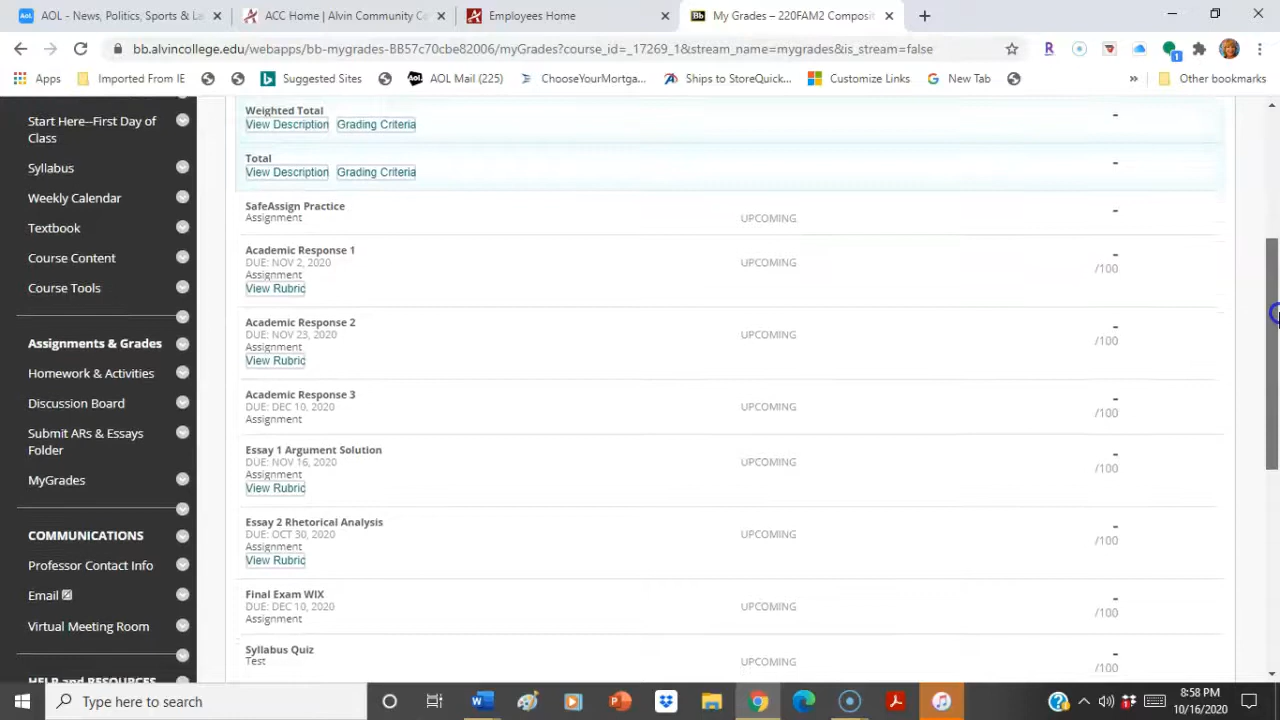 AOL - News, Politics, Sports & La
ACC Home | Alvin Community Co
Employees Home
Bb My Grades – 220FAM2 Composit
bb.alvincollege.edu/webapps/bb-mygrades-BB57c70cbe82006/myGrades?course_id=_17269_1&stream_name=mygrades&is_stream=false
Apps Imported From IE Suggested Sites AOL Mail (225) ChooseYourMortga... Ships for StoreQuick... Customize Links New Tab » Other bookmarks
Start Here--First Day of
Class
Syllabus
Weekly Calendar
Textbook
Course Content
Course Tools
Assignments & Grades
Homework & Activities
Discussion Board
Submit ARs & Essays
Folder
MyGrades
COMMUNICATIONS
Professor Contact Info
Email
Virtual Meeting Room
HELP and RESOURCES
Weighted Total
View Description Grading Criteria
-
Total
View Description Grading Criteria
-
SafeAssign Practice
Assignment
UPCOMING
-
Academic Response 1
DUE: NOV 2, 2020
Assignment
View Rubric
UPCOMING
-
/100
Academic Response 2
DUE: NOV 23, 2020
Assignment
View Rubric
UPCOMING
-
/100
Academic Response 3
DUE: DEC 10, 2020
Assignment
UPCOMING
-
/100
Essay 1 Argument Solution
DUE: NOV 16, 2020
Assignment
View Rubric
UPCOMING
-
/100
Essay 2 Rhetorical Analysis
DUE: OCT 30, 2020
Assignment
View Rubric
UPCOMING
-
/100
Final Exam WIX
DUE: DEC 10, 2020
Assignment
UPCOMING
-
/100
Syllabus Quiz
Test
UPCOMING
-
/100
Type here to search
8:58 PM
10/16/2020